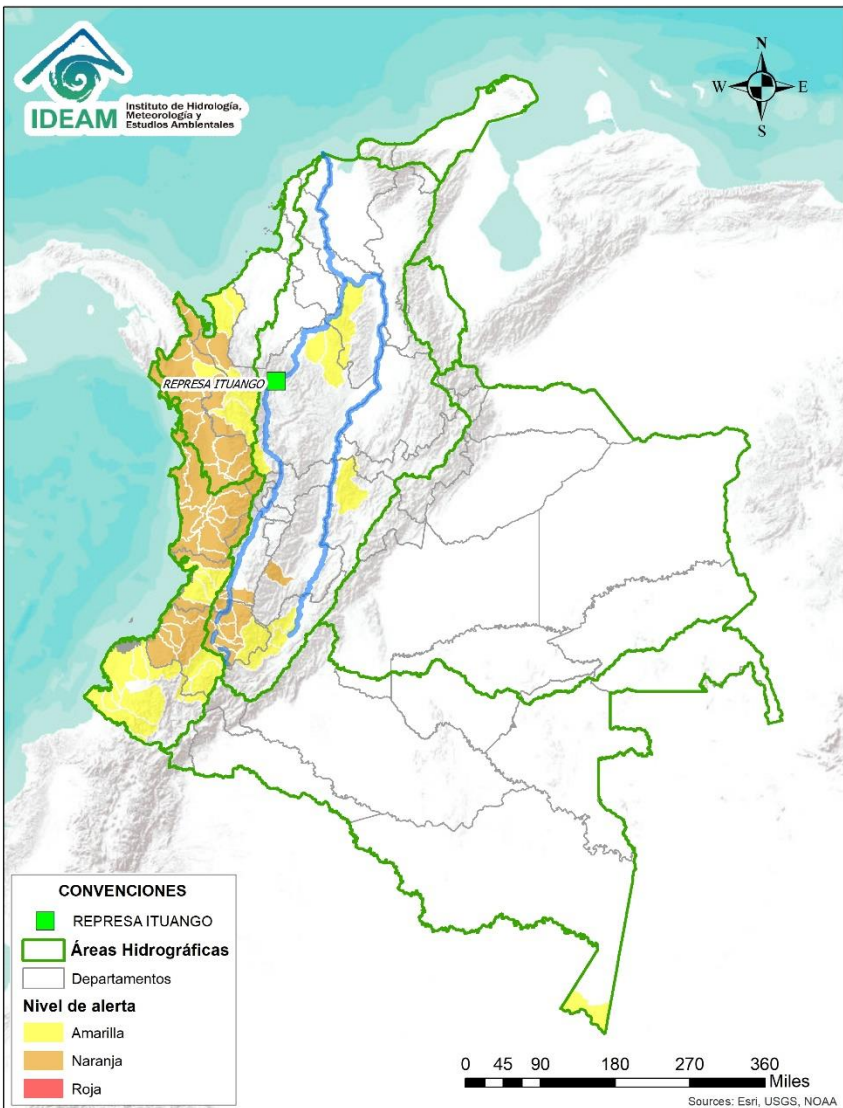 IDEAM
Instituto de Hidrología,
Meteorología y
Estudios Ambientales
N
W
E
S
REPRESA ITUANGO
CONVENCIONES
REPRESA ITUANGO
Áreas Hidrográficas
Departamentos
Nivel de alerta
Amarilla
Naranja
Roja
0 45 90 180 270 360
Miles
Sources: Esri, USGS, NOAA